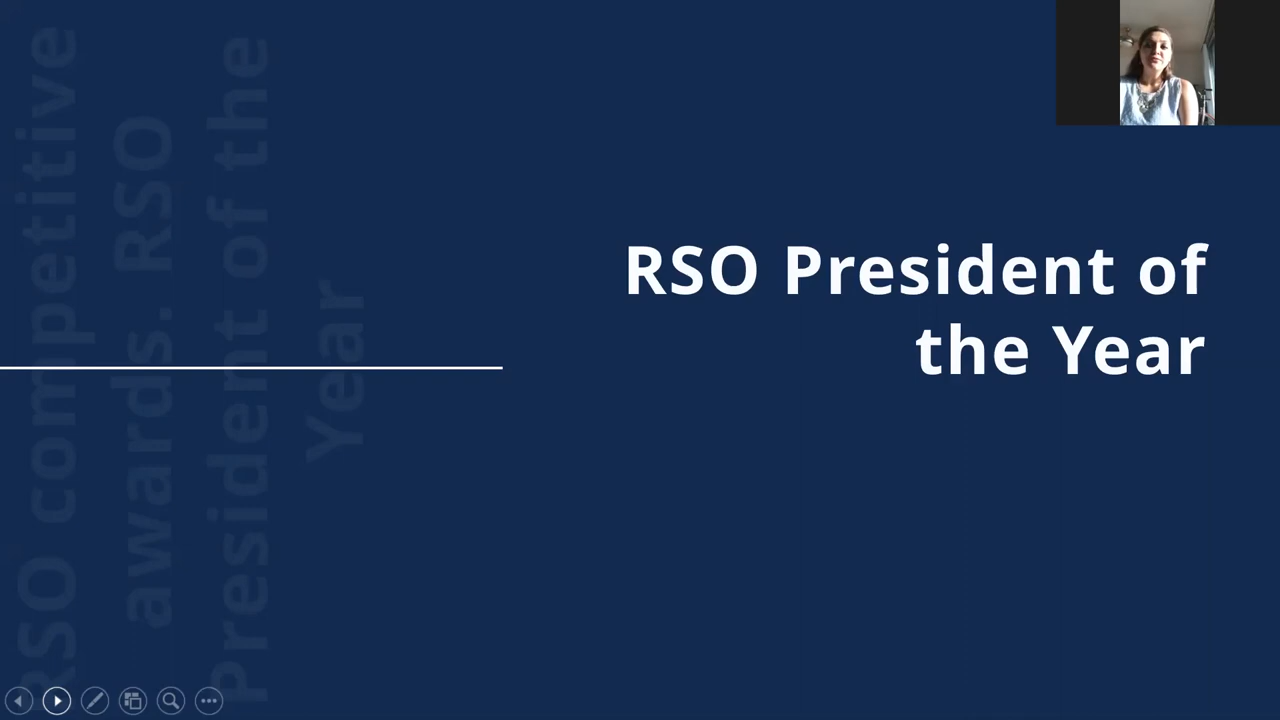 RSO President of
the Year
RSO competitive
awards. RSO
President of the
Year